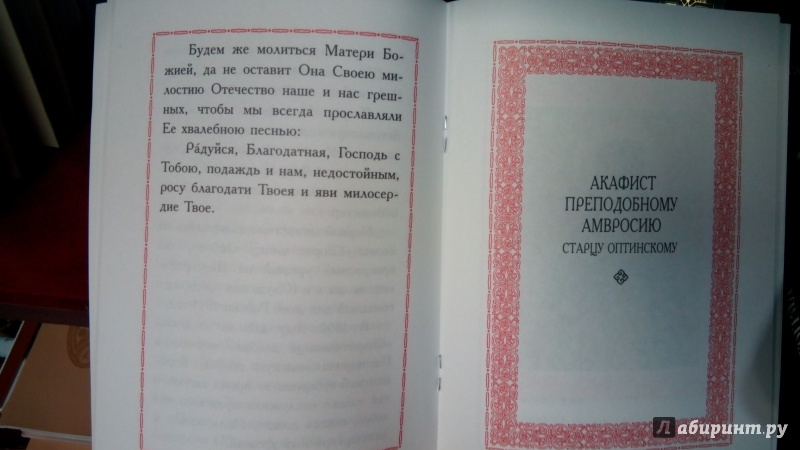 Будем же молиться Матери Бо-
жией, да не оставит Она Своею ми-
лостию Отечество наше и нас греш-
ных, чтобы мы всегда прославляли
Ее хвалебною песнью:
Ра́дуйся, Благодатная, Господь с
Тобою, подаждь и нам, недостойным,
росу благодати Твоея и яви милосер-
дие Твое.
АКАФИСТ
ПРЕПОДОБНОМУ
АМВРОСИЮ
СТАРЦУ ОПТИНСКОМУ
Лабиринт.ру